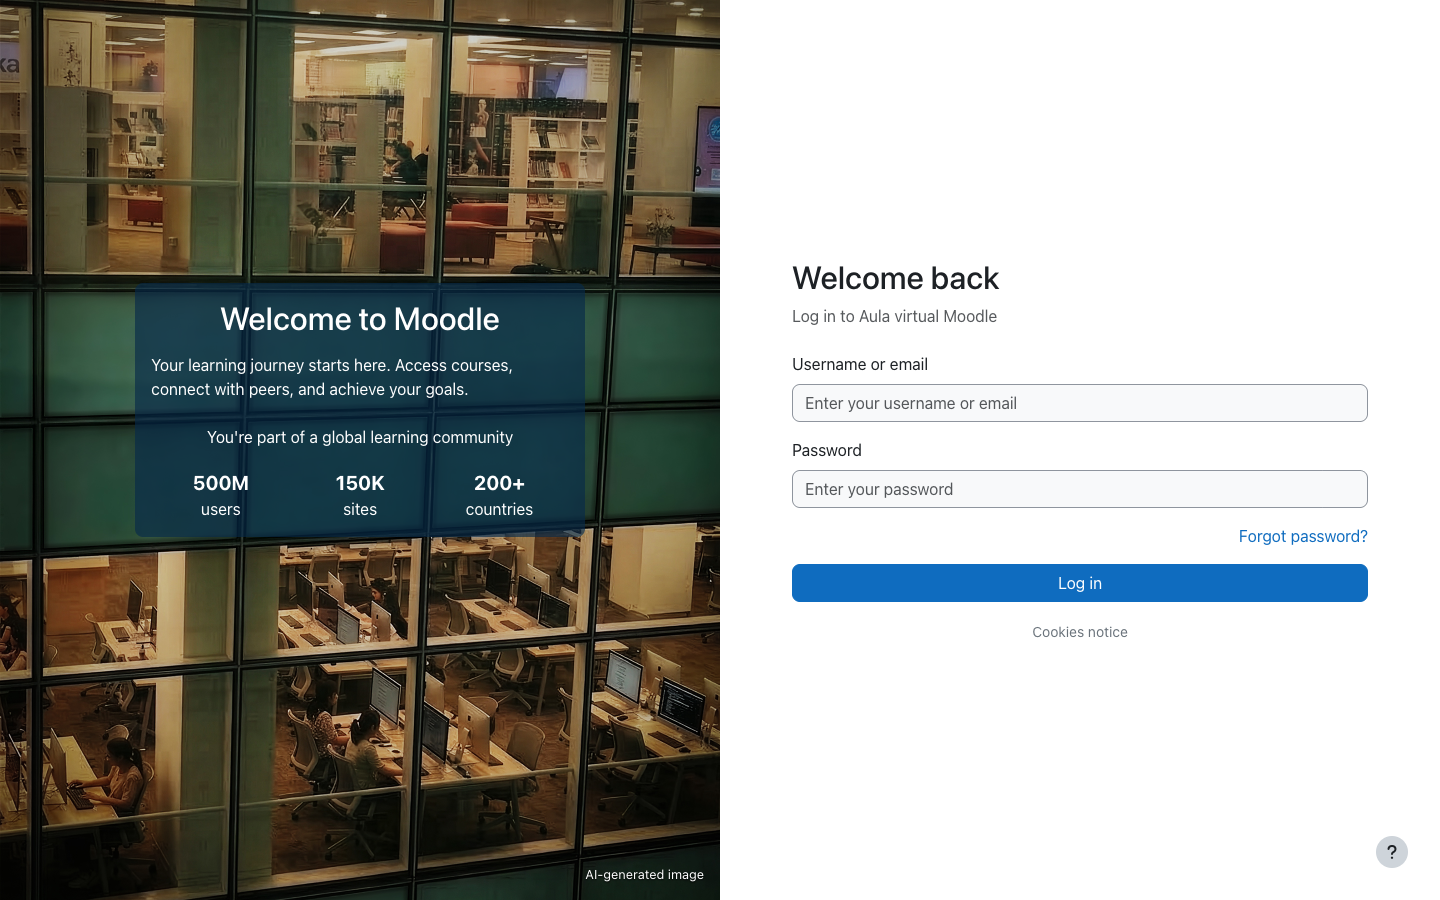 ka
Welcome to Moodle
Your learning journey starts here. Access courses,
connect with peers, and achieve your goals.
You're part of a global learning community
500M 150K 200+
users sites countries
AI-generated image
Welcome back
Log in to Aula virtual Moodle
Username or email
Enter your username or email
Password
Enter your password
Forgot password?
Log in
Cookies notice
?